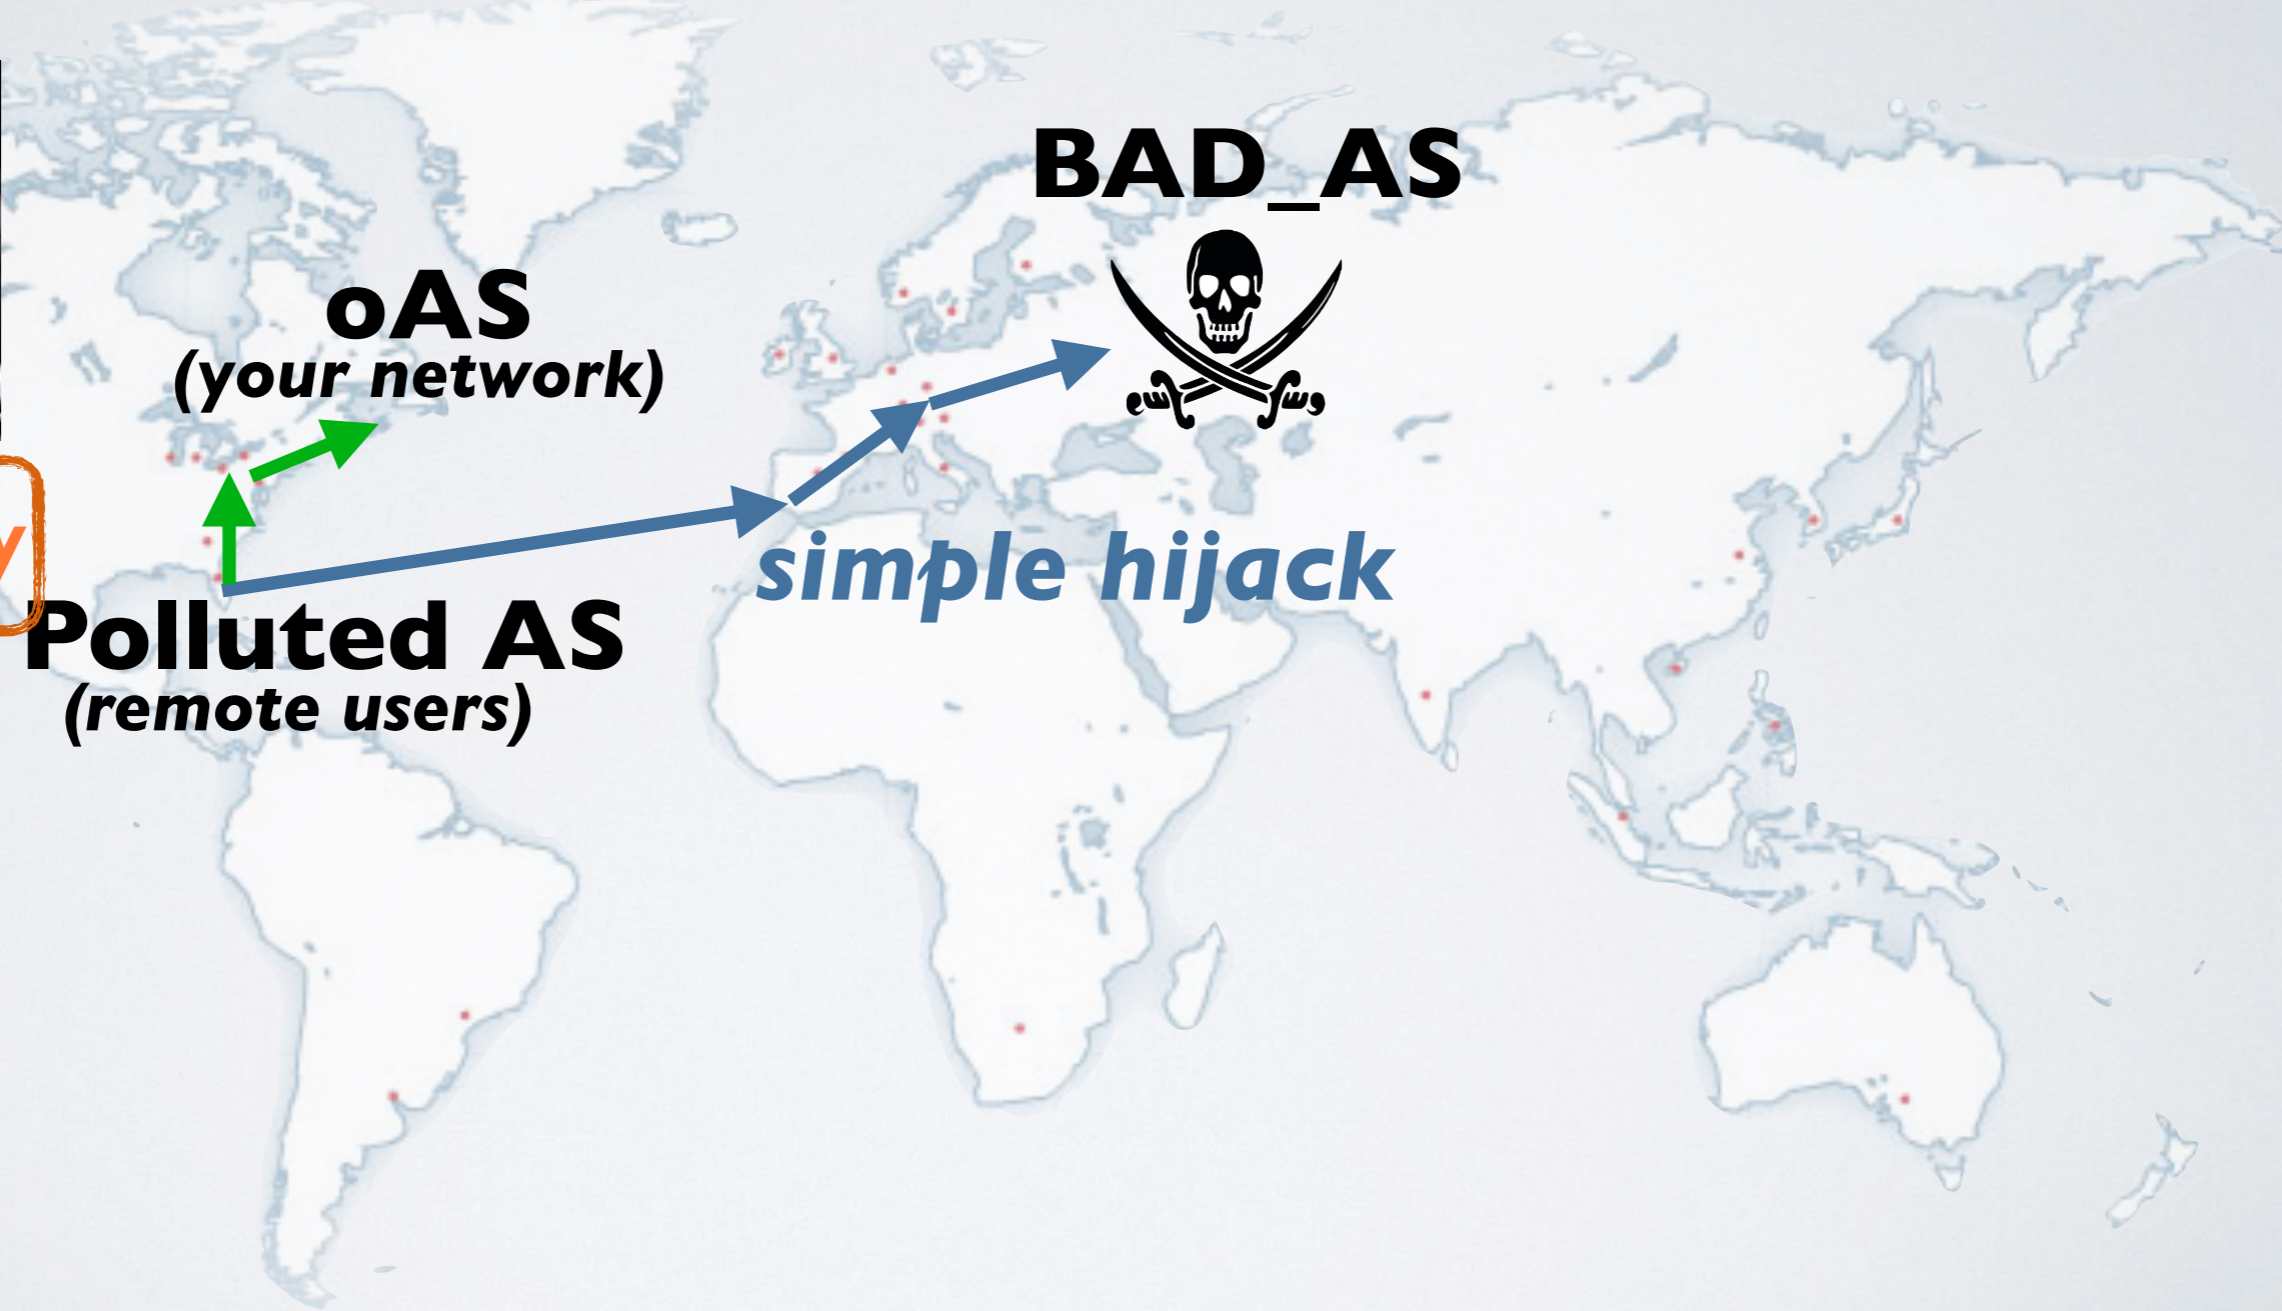 BAD_AS
oAS
(your network)
simple hijack
Polluted AS
(remote users)